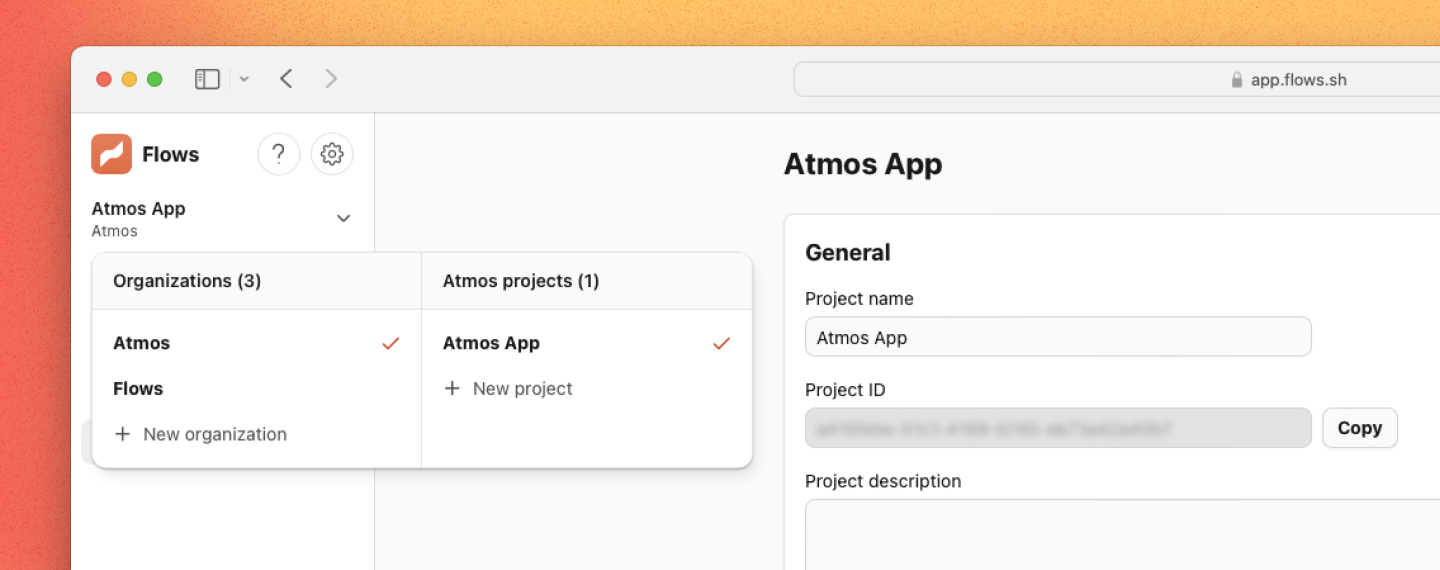 app.flows.sh
Flows
?
Atmos App
Atmos
Organizations (3)
Atmos
Flows
+ New organization
Atmos projects (1)
Atmos App
+ New project
Atmos App
General
Project name
Atmos App
Project ID
Copy
Project description